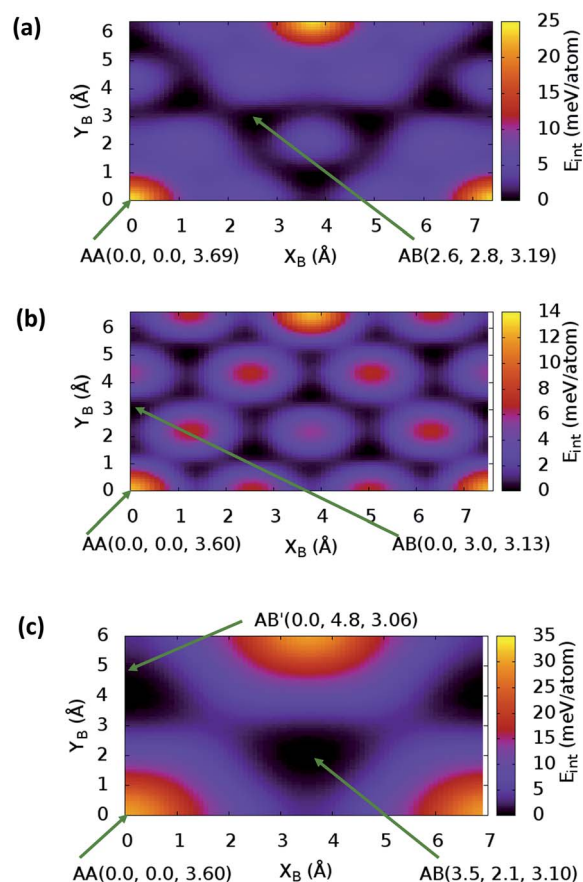 (a)
6
5
4
3
2
1
0
Y_B (Å)
0 1 2 3 4 5 6 7
X_B (Å)
25
20
15
10
5
0
E_int (meV/atom)
AA(0.0, 0.0, 3.69)
AB(2.6, 2.8, 3.19)
(b)
6
5
4
3
2
1
0
Y_B (Å)
0 1 2 3 4 5 6 7
X_B (Å)
14
12
10
8
6
4
2
0
E_int (meV/atom)
AA(0.0, 0.0, 3.60)
AB(0.0, 3.0, 3.13)
(c)
AB'(0.0, 4.8, 3.06)
6
5
4
3
2
1
0
Y_B (Å)
0 1 2 3 4 5 6 7
X_B (Å)
35
30
25
20
15
10
5
0
E_int (meV/atom)
AA(0.0, 0.0, 3.60)
AB(3.5, 2.1, 3.10)